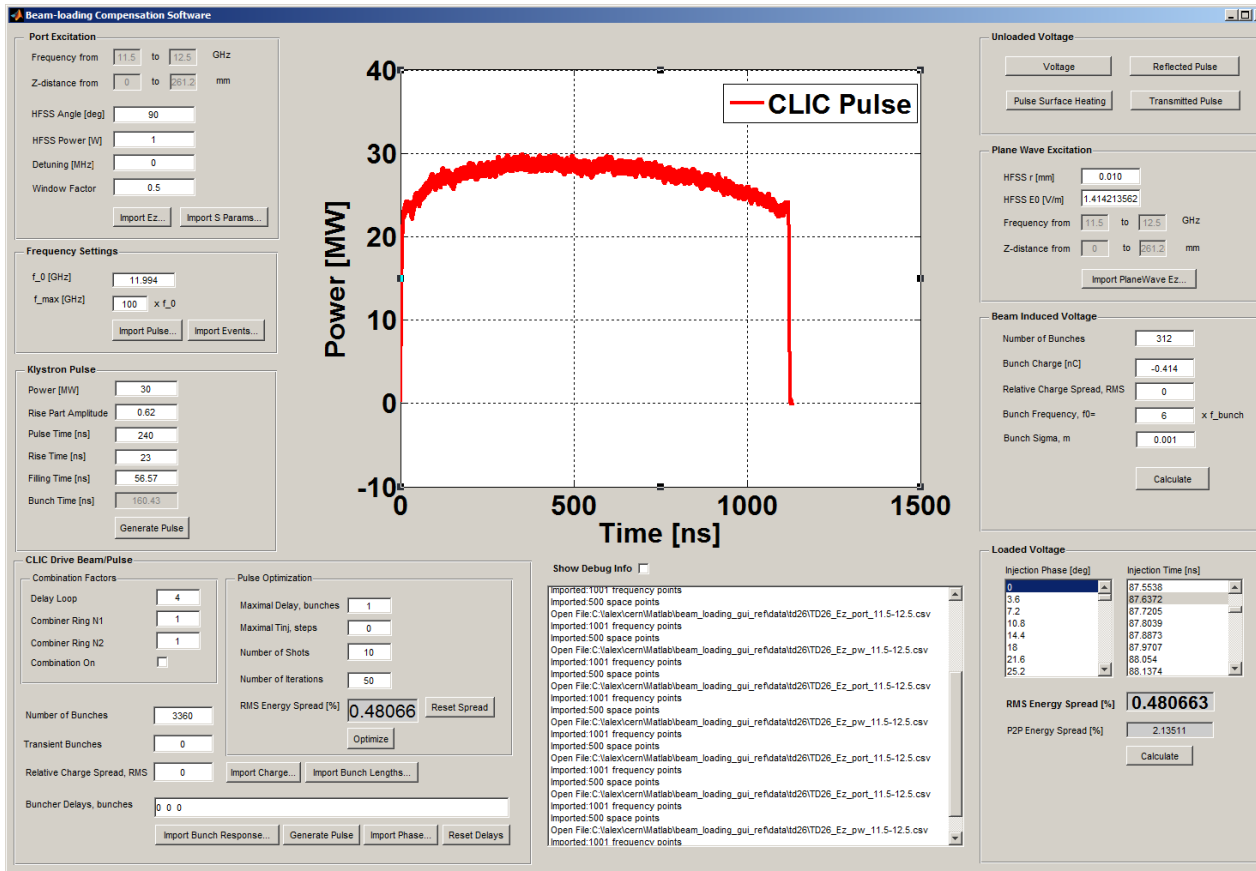 Beam-loading Compensation Software
Port Excitation
Frequency from 11.5 to 12.5 GHz
Z-distance from 0 to 261.2 mm
HFSS Angle [deg] 90
HFSS Power [W] 1
Detuning [MHz] 0
Window Factor 0.5
Import Ez... Import S Params...
Frequency Settings
f_0 [GHz] 11.994
f_max [GHz] 100 x f_0
Import Pulse... Import Events...
Klystron Pulse
Power [MW] 30
Rise Part Amplitude 0.62
Pulse Time [ns] 240
Rise Time [ns] 23
Filling Time [ns] 56.57
Bunch Time [ns] 160.43
Generate Pulse
40
30
20
10
0
-10
0 500 1000 1500
Power [MW]
Time [ns]
CLIC Pulse
Unloaded Voltage
Voltage Reflected Pulse
Pulse Surface Heating Transmitted Pulse
Plane Wave Excitation
HFSS r [mm] 0.010
HFSS E0 [V/m] 1.414213562
Frequency from 11.5 to 12.5 GHz
Z-distance from 0 to 261.2 mm
Import PlaneWave Ez...
Beam Induced Voltage
Number of Bunches 312
Bunch Charge [nC] -0.414
Relative Charge Spread, RMS 0
Bunch Frequency, f0= 6 x f_bunch
Bunch Sigma, m 0.001
Calculate
CLIC Drive Beam/Pulse
Combination Factors
Delay Loop 4
Combiner Ring N1 1
Combiner Ring N2 1
Combination On
Pulse Optimization
Maximal Delay, bunches 1
Maximal Tinj, steps 0
Number of Shots 10
Number of Iterations 50
RMS Energy Spread [%] 0.48066 Reset Spread
Optimize
Number of Bunches 3360
Transient Bunches 0
Relative Charge Spread, RMS 0 Import Charge... Import Bunch Lengths...
Buncher Delays, bunches 0 0 0
Import Bunch Response... Generate Pulse Import Phase... Reset Delays
Show Debug Info
Imported:1001 frequency points
Imported:500 space points
Open File:C:\alex\cern\Matlab\beam_loading_gui_ref\data\td26\TD26_Ez_port_11.5-12.5.csv
Imported:1001 frequency points
Imported:500 space points
Open File:C:\alex\cern\Matlab\beam_loading_gui_ref\data\td26\TD26_Ez_pw_11.5-12.5.csv
Imported:1001 frequency points
Imported:500 space points
Open File:C:\alex\cern\Matlab\beam_loading_gui_ref\data\td26\TD26_Ez_port_11.5-12.5.csv
Imported:1001 frequency points
Imported:500 space points
Open File:C:\alex\cern\Matlab\beam_loading_gui_ref\data\td26\TD26_Ez_pw_11.5-12.5.csv
Imported:1001 frequency points
Imported:500 space points
Open File:C:\alex\cern\Matlab\beam_loading_gui_ref\data\td26\TD26_Ez_port_11.5-12.5.csv
Imported:1001 frequency points
Imported:500 space points
Open File:C:\alex\cern\Matlab\beam_loading_gui_ref\data\td26\TD26_Ez_port_11.5-12.5.csv
Imported:1001 frequency points
Imported:500 space points
Open File:C:\alex\cern\Matlab\beam_loading_gui_ref\data\td26\TD26_Ez_pw_11.5-12.5.csv
Imported:1001 frequency points
Loaded Voltage
Injection Phase [deg] Injection Time [ns]
0 87.5538
3.6 87.6372
7.2 87.7205
10.8 87.8039
14.4 87.8873
18 87.9707
21.6 88.054
25.2 88.1374
RMS Energy Spread [%] 0.480663
P2P Energy Spread [%] 2.13511
Calculate